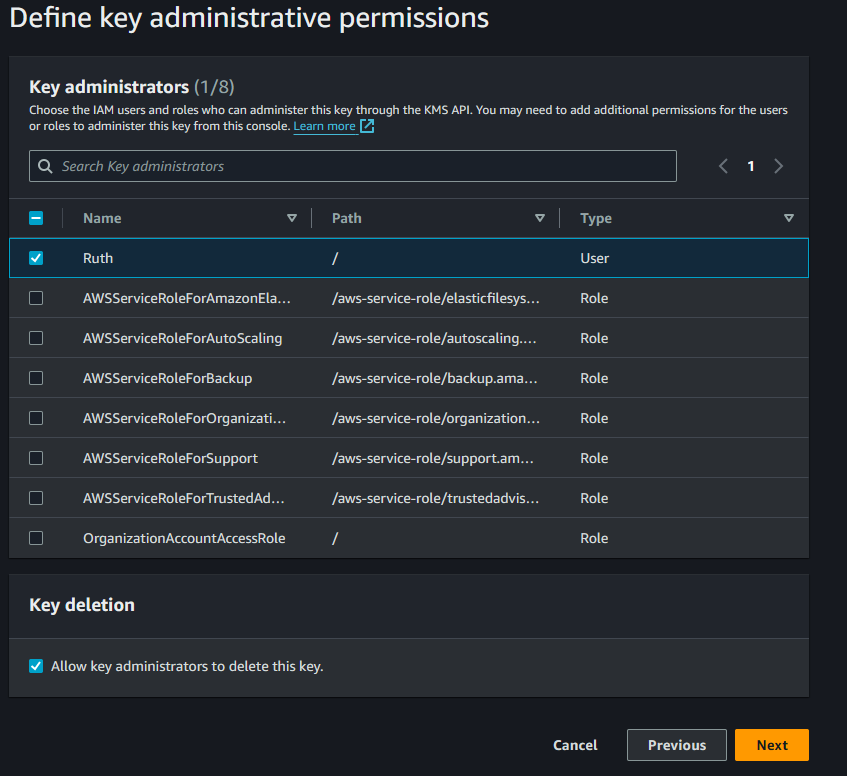 Define key administrative permissions
Key administrators (1/8)
Choose the IAM users and roles who can administer this key through the KMS API. You may need to add additional permissions for the users
or roles to administer this key from this console. Learn more
Search Key administrators
1
Name Path Type
Ruth / User
AWSServiceRoleForAmazonEla... /aws-service-role/elasticfilesys... Role
AWSServiceRoleForAutoScaling /aws-service-role/autoscaling.... Role
AWSServiceRoleForBackup /aws-service-role/backup.ama... Role
AWSServiceRoleForOrganizati... /aws-service-role/organization... Role
AWSServiceRoleForSupport /aws-service-role/support.am... Role
AWSServiceRoleForTrustedAd... /aws-service-role/trustedadvis... Role
OrganizationAccountAccessRole / Role
Key deletion
Allow key administrators to delete this key.
Cancel Previous Next